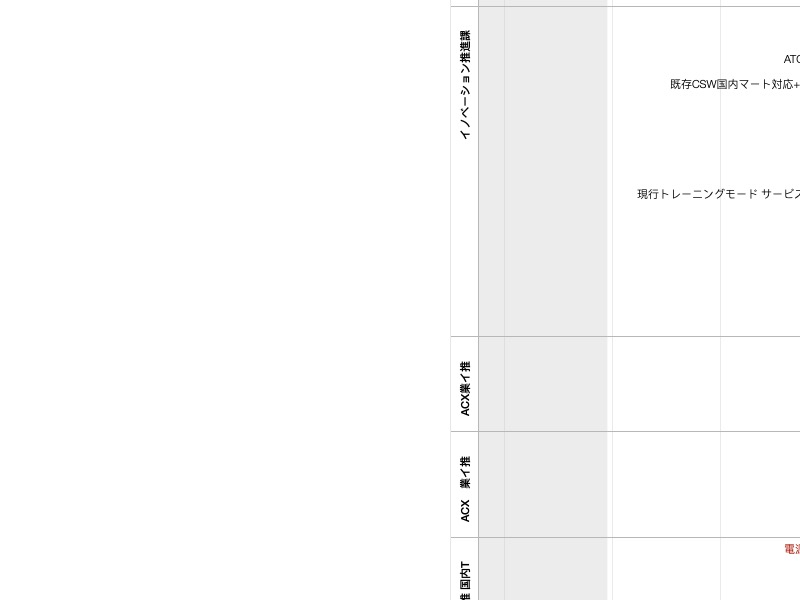 イノベーション推進課
ATC
既存CSW国内マート対応+
現行トレーニングモード サービス
ACX業イ推
ACX 業イ推
推 国内T
電源